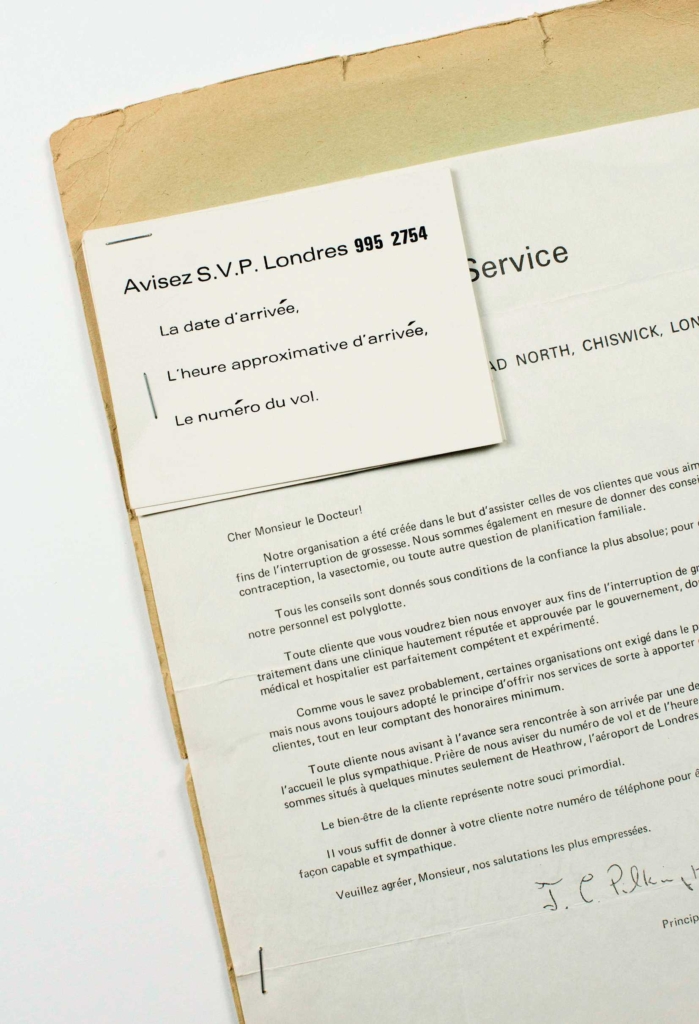 Avisez S.V.P. Londres 995 2754
La date d'arrivée,
L'heure approximative d'arrivée,
Le numéro du vol.
Service
NORTH, CHISWICK,
Cher Monsieur le Docteur!
Notre organisation a été créée dans le but d'assister celles de vos clientes que vous
fins de l'interruption de grossesse. Nous sommes également en mesure de donner des
contraception, la vasectomie, ou toute autre question de planification familiale.
Tous les conseils sont donnés sous conditions de la confiance la plus absolue; pour
notre personnel est polyglotte.
Toute cliente que vous voudrez bien nous envoyer aux fins de l'interruption de
traitement dans une clinique hautement réputée et approuvée par le gouvernement,
médical et hospitalier est parfaitement compétent et expérimenté.
Comme vous le savez probablement, certaines organisations ont exigé dans le
mais nous avons toujours adopté le principe d'offrir nos services de sorte à apporter
clientes, tout en leur comptant des honoraires minimum.
Toute cliente nous avisant à l'avance sera rencontrée à son arrivée par une
l'accueil le plus sympathique. Prière de nous aviser du numéro de vol et de l'heure
sommes situés à quelques minutes seulement de Heathrow, l'aéroport de Londres
Le bien-être de la cliente représente notre souci primordial.
Il vous suffit de donner à votre cliente notre numéro de téléphone pour
façon capable et sympathique.
Veuillez agréer, Monsieur, nos salutations les plus empressées.
J. C.